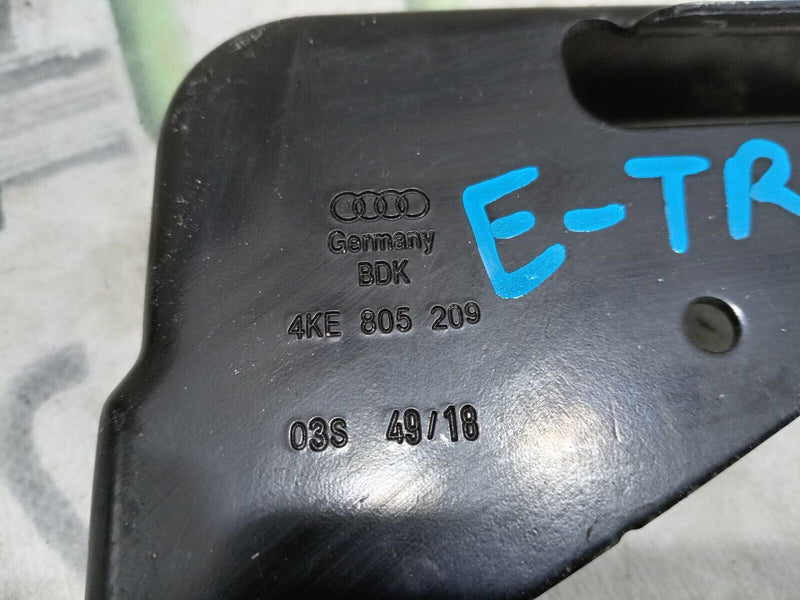 Germany
BDK
4KE 805 209
03S 49/18
E-TR